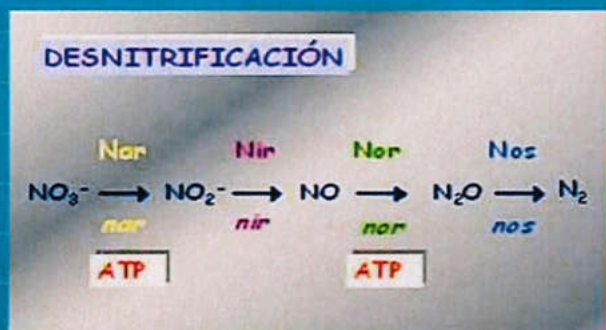 DESNITRIFICACIÓN
Nar Nir Nor Nos
NO₃⁻ → NO₂⁻ → NO → N₂O → N₂
nar nir nor nos
ATP ATP